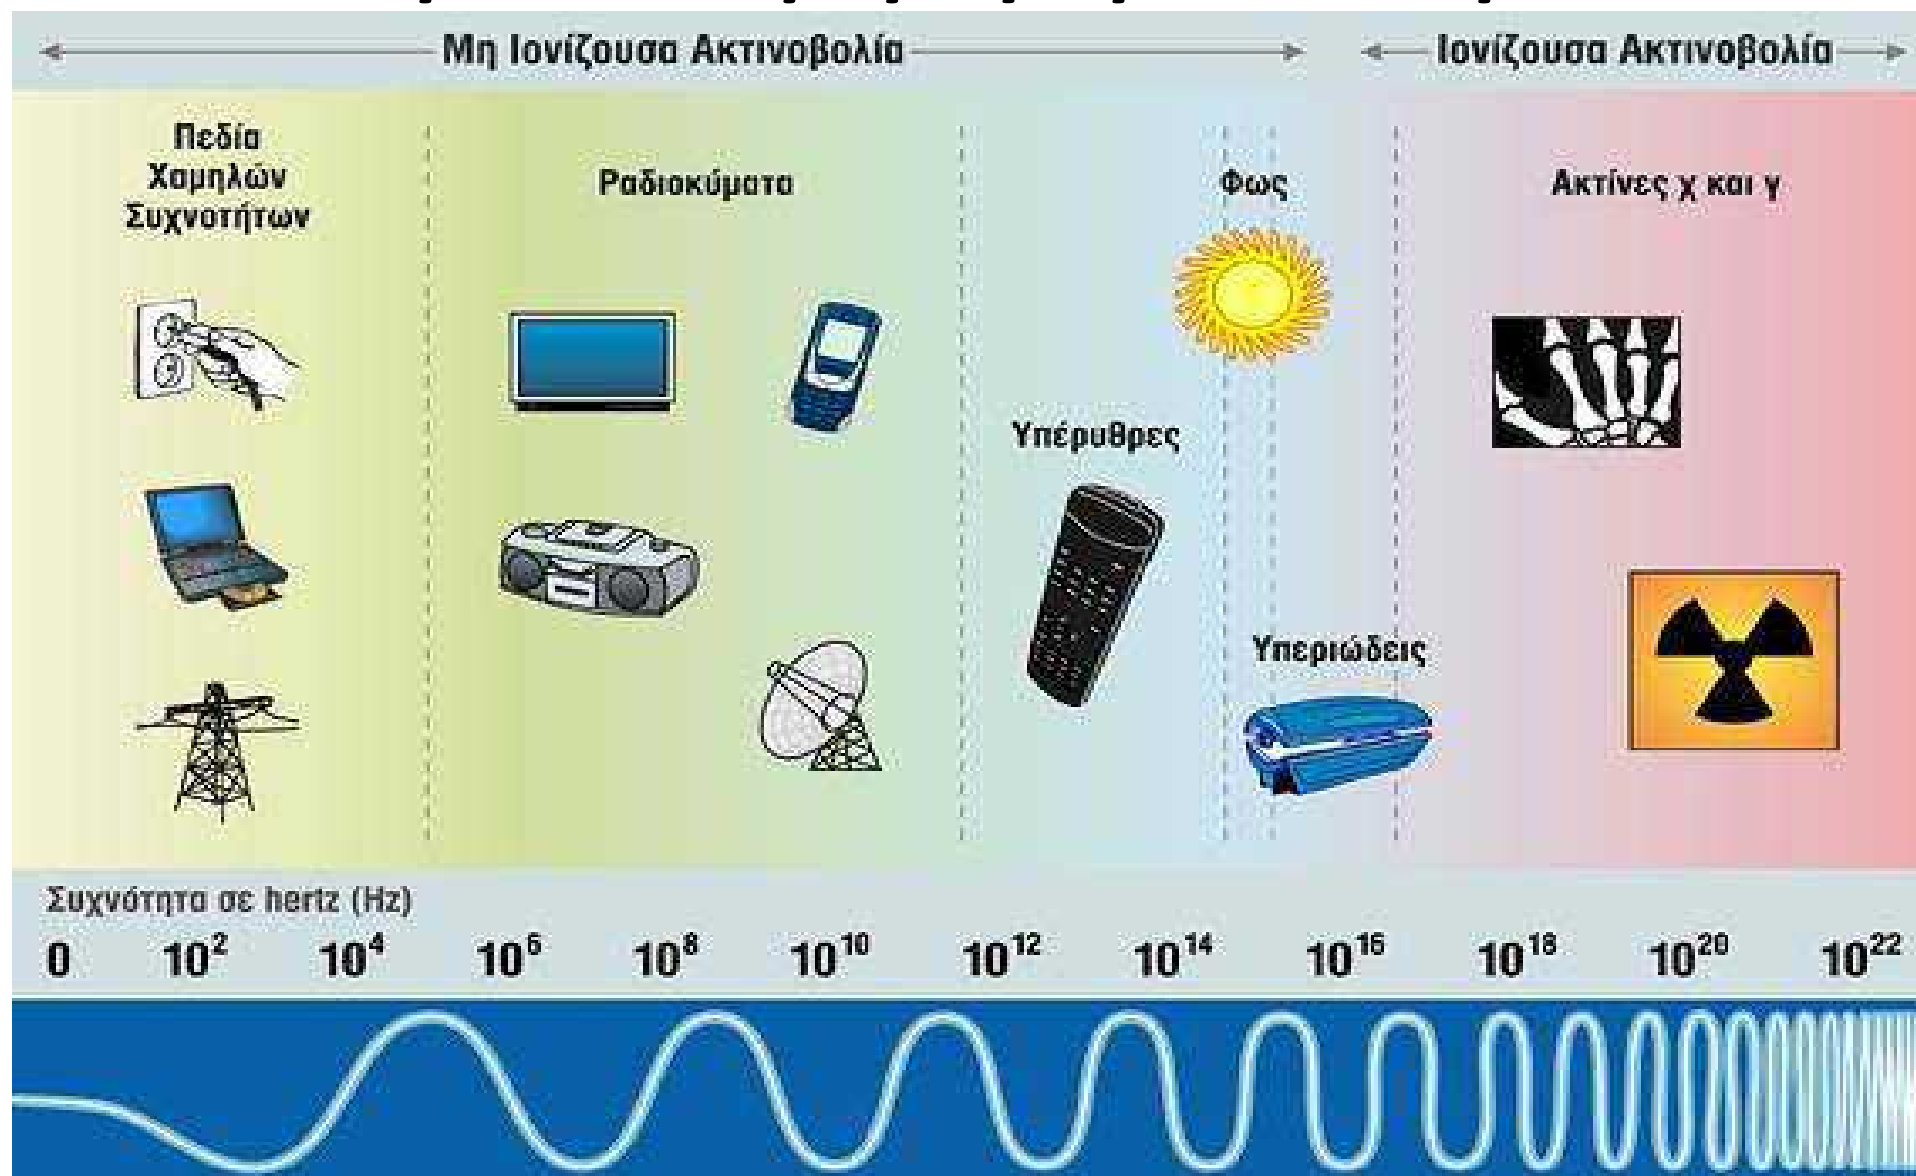 Μη Ιονίζουσα Ακτινοβολία
Ιονίζουσα Ακτινοβολία
Πεδία
Χαμηλών
Συχνοτήτων
Ραδιοκύματα
Φως
Ακτίνες χ και γ
Υπέρυθρες
Υπεριώδεις
Συχνότητα σε hertz (Hz)
0 10² 10⁴ 10⁶ 10⁸ 10¹⁰ 10¹² 10¹⁴ 10¹⁶ 10¹⁸ 10²⁰ 10²²